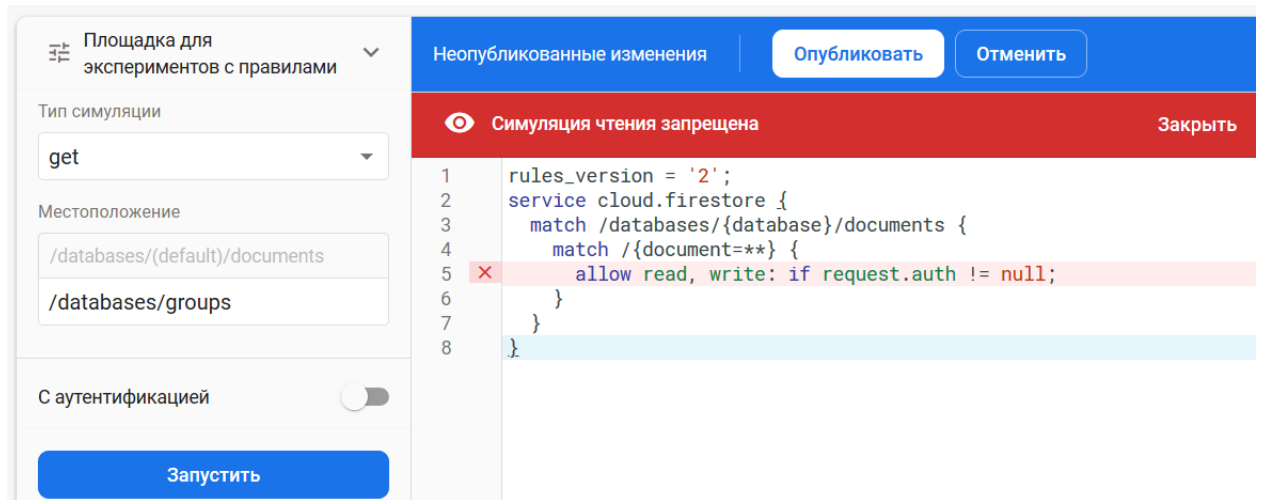 Площадка для
экспериментов с правилами
Тип симуляции
get
Местоположение
/databases/(default)/documents
/databases/groups
С аутентификацией
Запустить
Неопубликованные изменения
Опубликовать
Отменить
Симуляция чтения запрещена
Закрыть
1 rules_version = '2';
2 service cloud.firestore {
3 match /databases/{database}/documents {
4 match /{document=**} {
5 allow read, write: if request.auth != null;
6 }
7 }
8 }